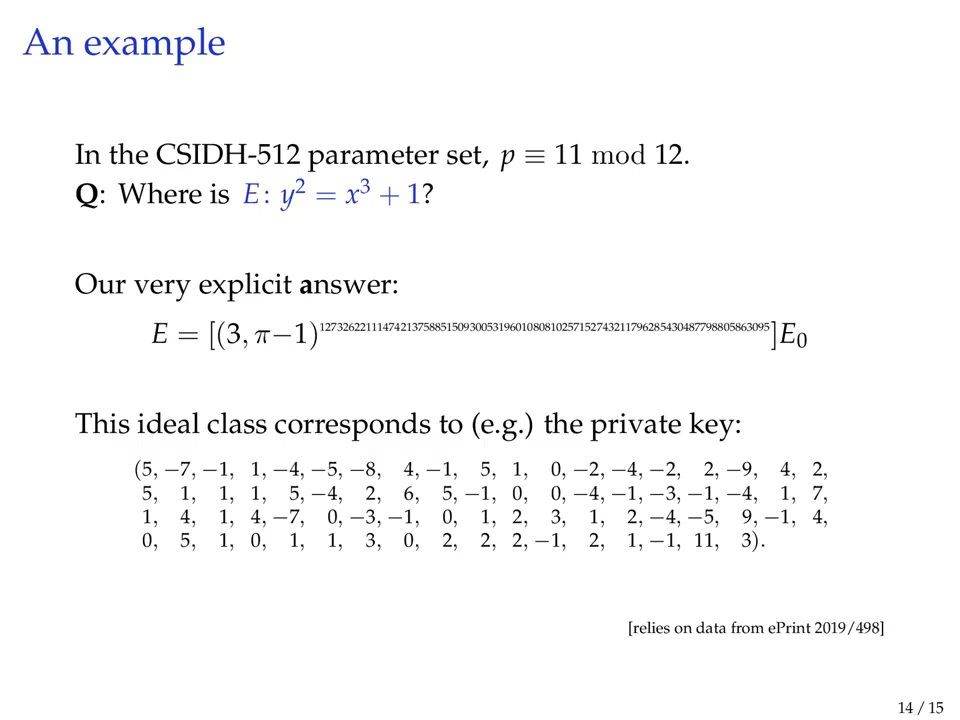 An example
In the CSIDH-512 parameter set, p ≡ 11 mod 12.
Q: Where is E: y² = x³ + 1?
Our very explicit answer:
E = [(3, π−1)^127326221114742137588515093005319601080810257152743211796285430487798805863095]E₀
This ideal class corresponds to (e.g.) the private key:
(5, −7, −1, 1, −4, −5, −8, 4, −1, 5, 1, 0, −2, −4, −2, 2, −9, 4, 2,
5, 1, 1, 1, 5, −4, 2, 6, 5, −1, 0, 0, −4, −1, −3, −1, −4, 1, 7,
1, 4, 1, 4, −7, 0, −3, −1, 0, 1, 2, 3, 1, 2, −4, −5, 9, −1, 4,
0, 5, 1, 0, 1, 1, 3, 0, 2, 2, 2, −1, 2, 1, −1, 11, 3).
[relies on data from ePrint 2019/498]
14 / 15